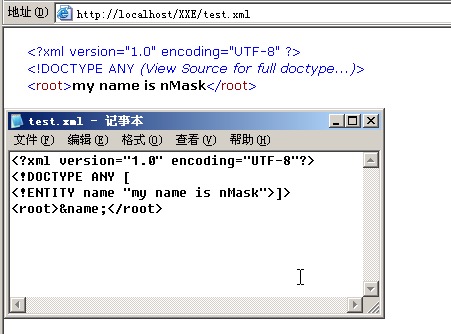 地址(D) http://localhost/XXE/test.xml
<?xml version="1.0" encoding="UTF-8" ?>
<!DOCTYPE ANY (View Source for full doctype...)>
<root>my name is nMask</root>
test.xml - 记事本
文件(F) 编辑(E) 格式(O) 查看(V) 帮助(H)
<?xml version="1.0" encoding="UTF-8"?>
<!DOCTYPE ANY [
<!ENTITY name "my name is nMask">]>
<root>&name;</root>